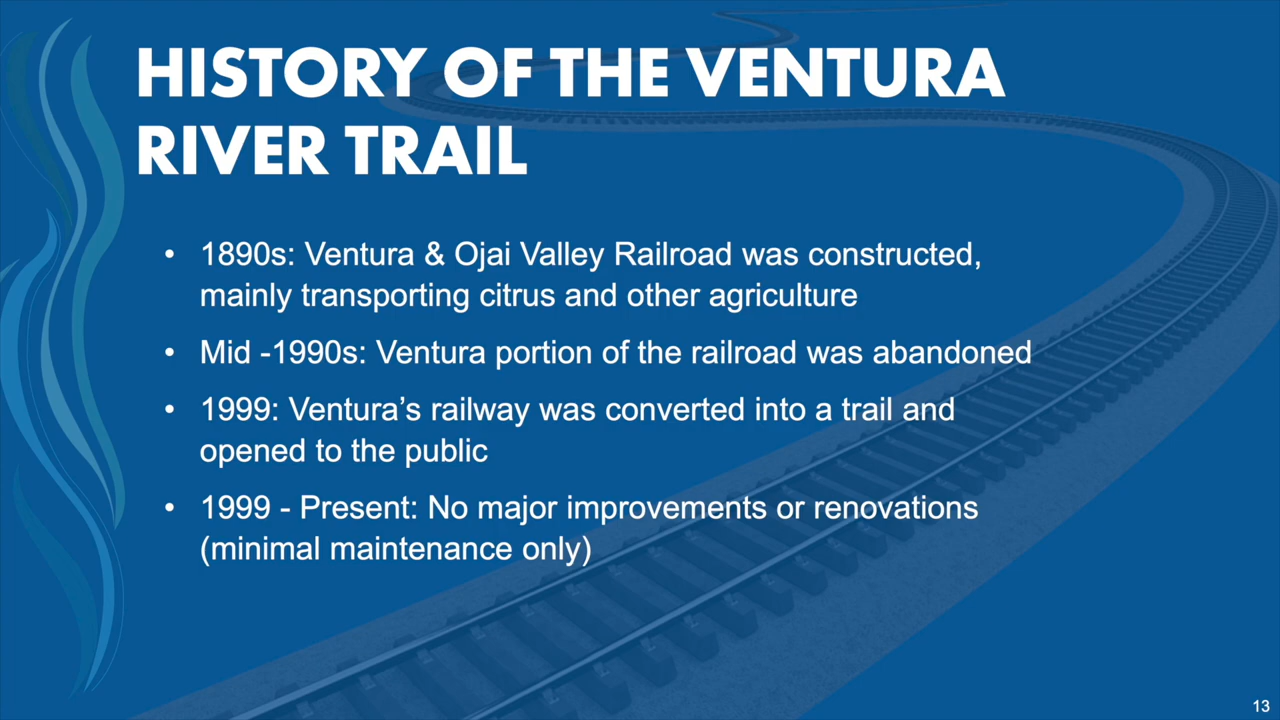 HISTORY OF THE VENTURA
RIVER TRAIL
• 1890s: Ventura & Ojai Valley Railroad was constructed,
mainly transporting citrus and other agriculture
• Mid -1990s: Ventura portion of the railroad was abandoned
• 1999: Ventura’s railway was converted into a trail and
opened to the public
• 1999 - Present: No major improvements or renovations
(minimal maintenance only)
13